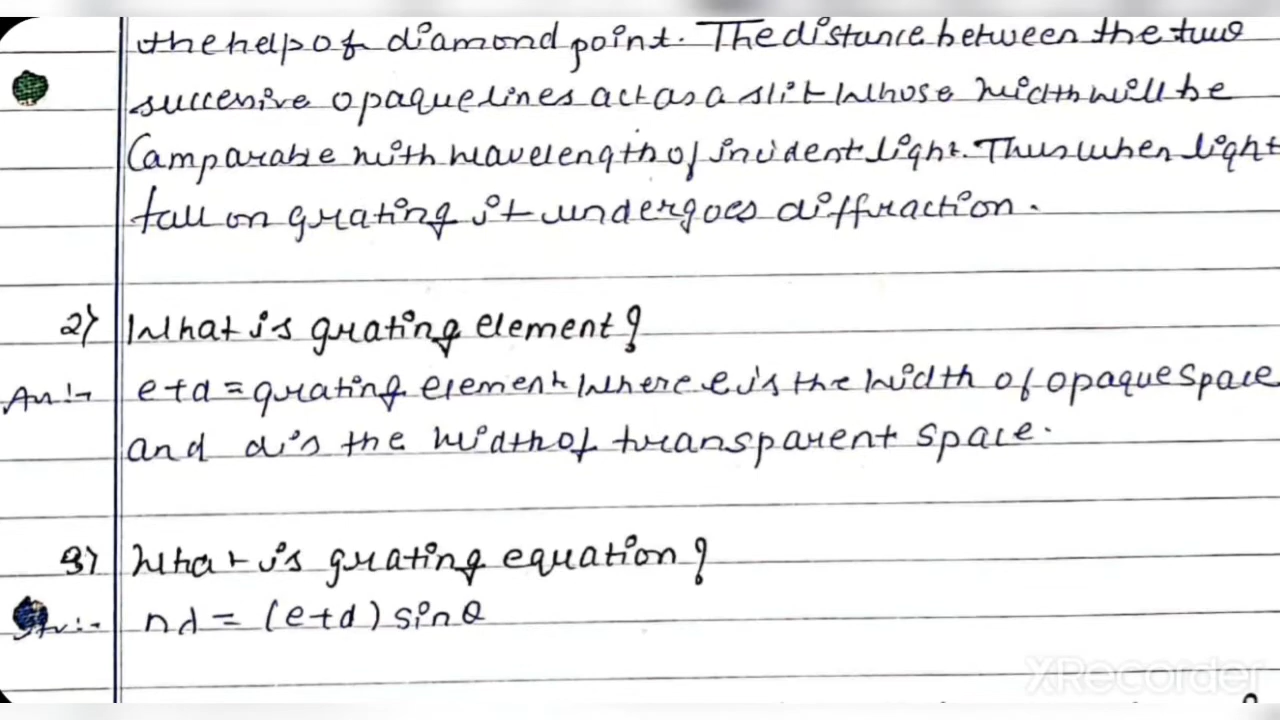 the help of diamond point. The distance between the two
successive opaque lines act as a slit whose width will be
Camparable with wavelength of incident light. Thus when light
fall on grating it undergoes diffraction.
2) What is grating element?
An:- e+d = grating element where e is the width of opaque space
and d is the width of transparent space.
3) What is grating equation?
An:- nλ = (e+d) sinθ
XRecorder